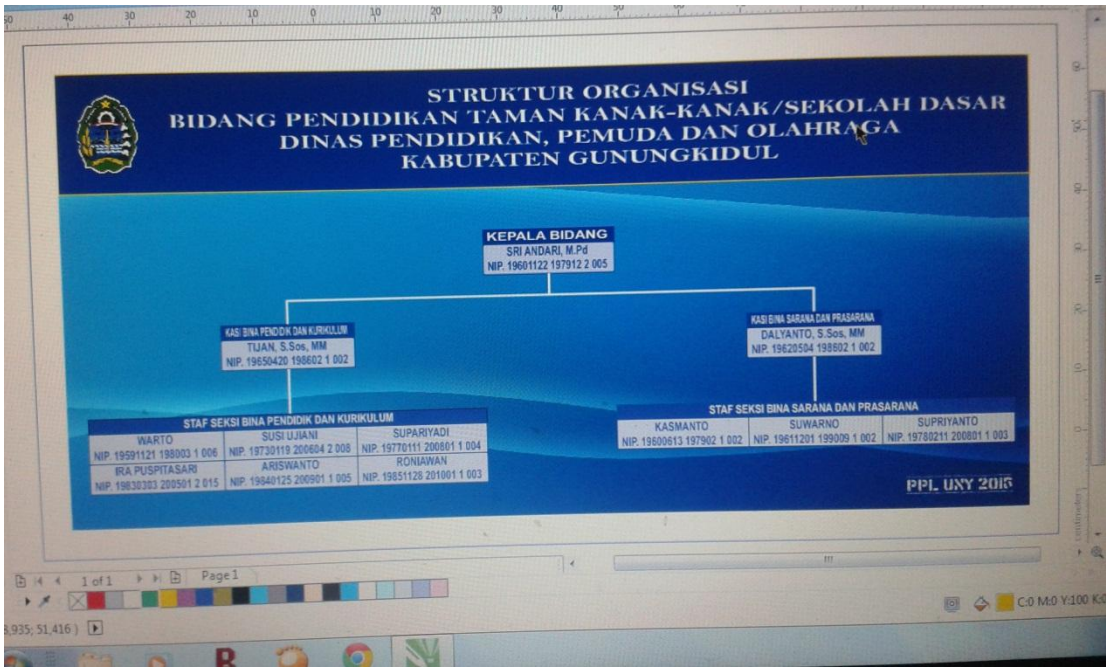 STRUKTUR ORGANISASI
BIDANG PENDIDIKAN TAMAN KANAK-KANAK/SEKOLAH DASAR
DINAS PENDIDIKAN, PEMUDA DAN OLAHRAGA
KABUPATEN GUNUNGKIDUL
KEPALA BIDANG
SRI ANDARI, M.Pd
NIP. 19601122 197912 2 005
KASI BINA PENDIDIK DAN KURIKULUM
TIJAN, S.Sos, MM
NIP. 19650420 198602 1 002
KASI BINA SARANA DAN PRASARANA
DALYANTO, S.Sos, MM
NIP. 19620504 198602 1 002
STAF SEKSI BINA PENDIDIK DAN KURIKULUM
WARTO
NIP. 19591121 198003 1 006
SUSI UJIANI
NIP. 19730119 200604 2 008
SUPARIYADI
NIP. 19770111 200801 1 004
IRA PUSPITASARI
NIP. 19830303 200501 2 015
ARISWANTO
NIP. 19840125 200901 1 005
RONIAWAN
NIP. 19851128 201001 1 003
STAF SEKSI BINA SARANA DAN PRASARANA
KASMANTO
NIP. 19600613 197902 1 002
SUWARNO
NIP. 19611201 199009 1 002
SUPRIYANTO
NIP. 19780211 200801 1 003
PPL UNY 2015
1 of 1
Page 1
51,416 )
C:0 M:0 Y:100 K:0